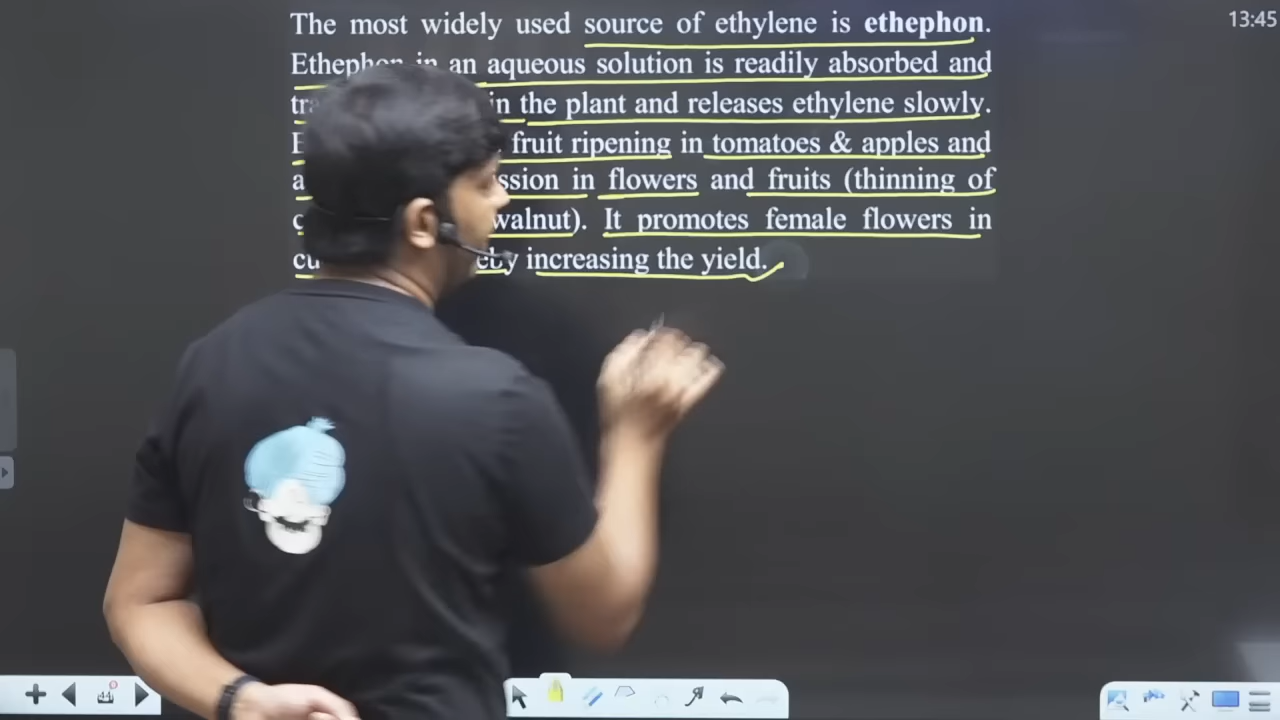 The most widely used source of ethylene is ethephon.
Ethephon in an aqueous solution is readily absorbed and
in the plant and releases ethylene slowly.
fruit ripening in tomatoes & apples and
flowers and fruits (thinning of
walnut). It promotes female flowers in
increasing the yield.
13:45